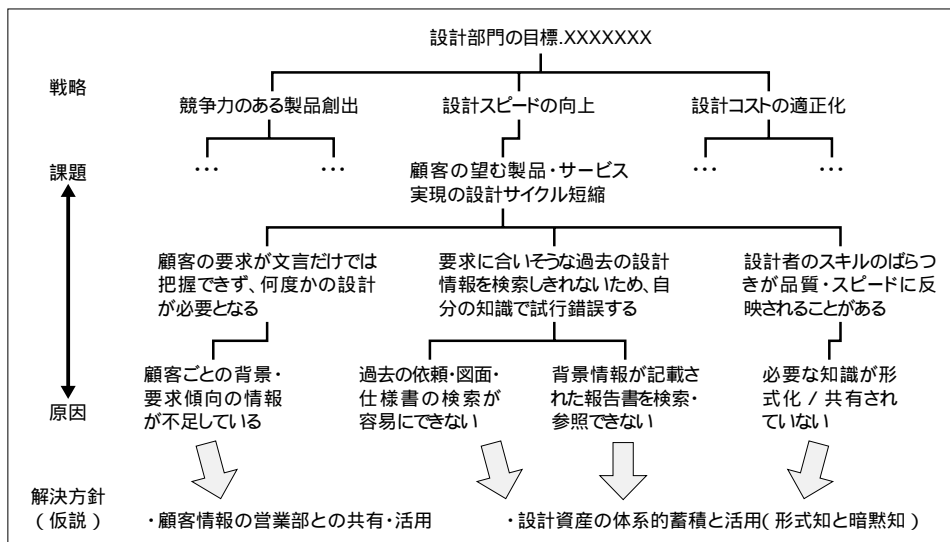 設計部門の目標.XXXXXXX
戦略
競争力のある製品創出
設計スピードの向上
設計コストの適正化
課題
…
…
顧客の望む製品・サービス
実現の設計サイクル短縮
…
…
顧客の要求が文言だけでは
把握できず、何度かの設計
が必要となる
要求に合いそうな過去の設計
情報を検索しきれないため、自
分の知識で試行錯誤する
設計者のスキルのばらつ
きが品質・スピードに反
映されることがある
原因
顧客ごとの背景・
要求傾向の情報
が不足している
過去の依頼・図面・
仕様書の検索が
容易にできない
背景情報が記載さ
れた報告書を検索・
参照できない
必要な知識が形
式化/共有され
ていない
解決方針
(仮説)
・顧客情報の営業部との共有・活用
・設計資産の体系的蓄積と活用(形式知と暗黙知)